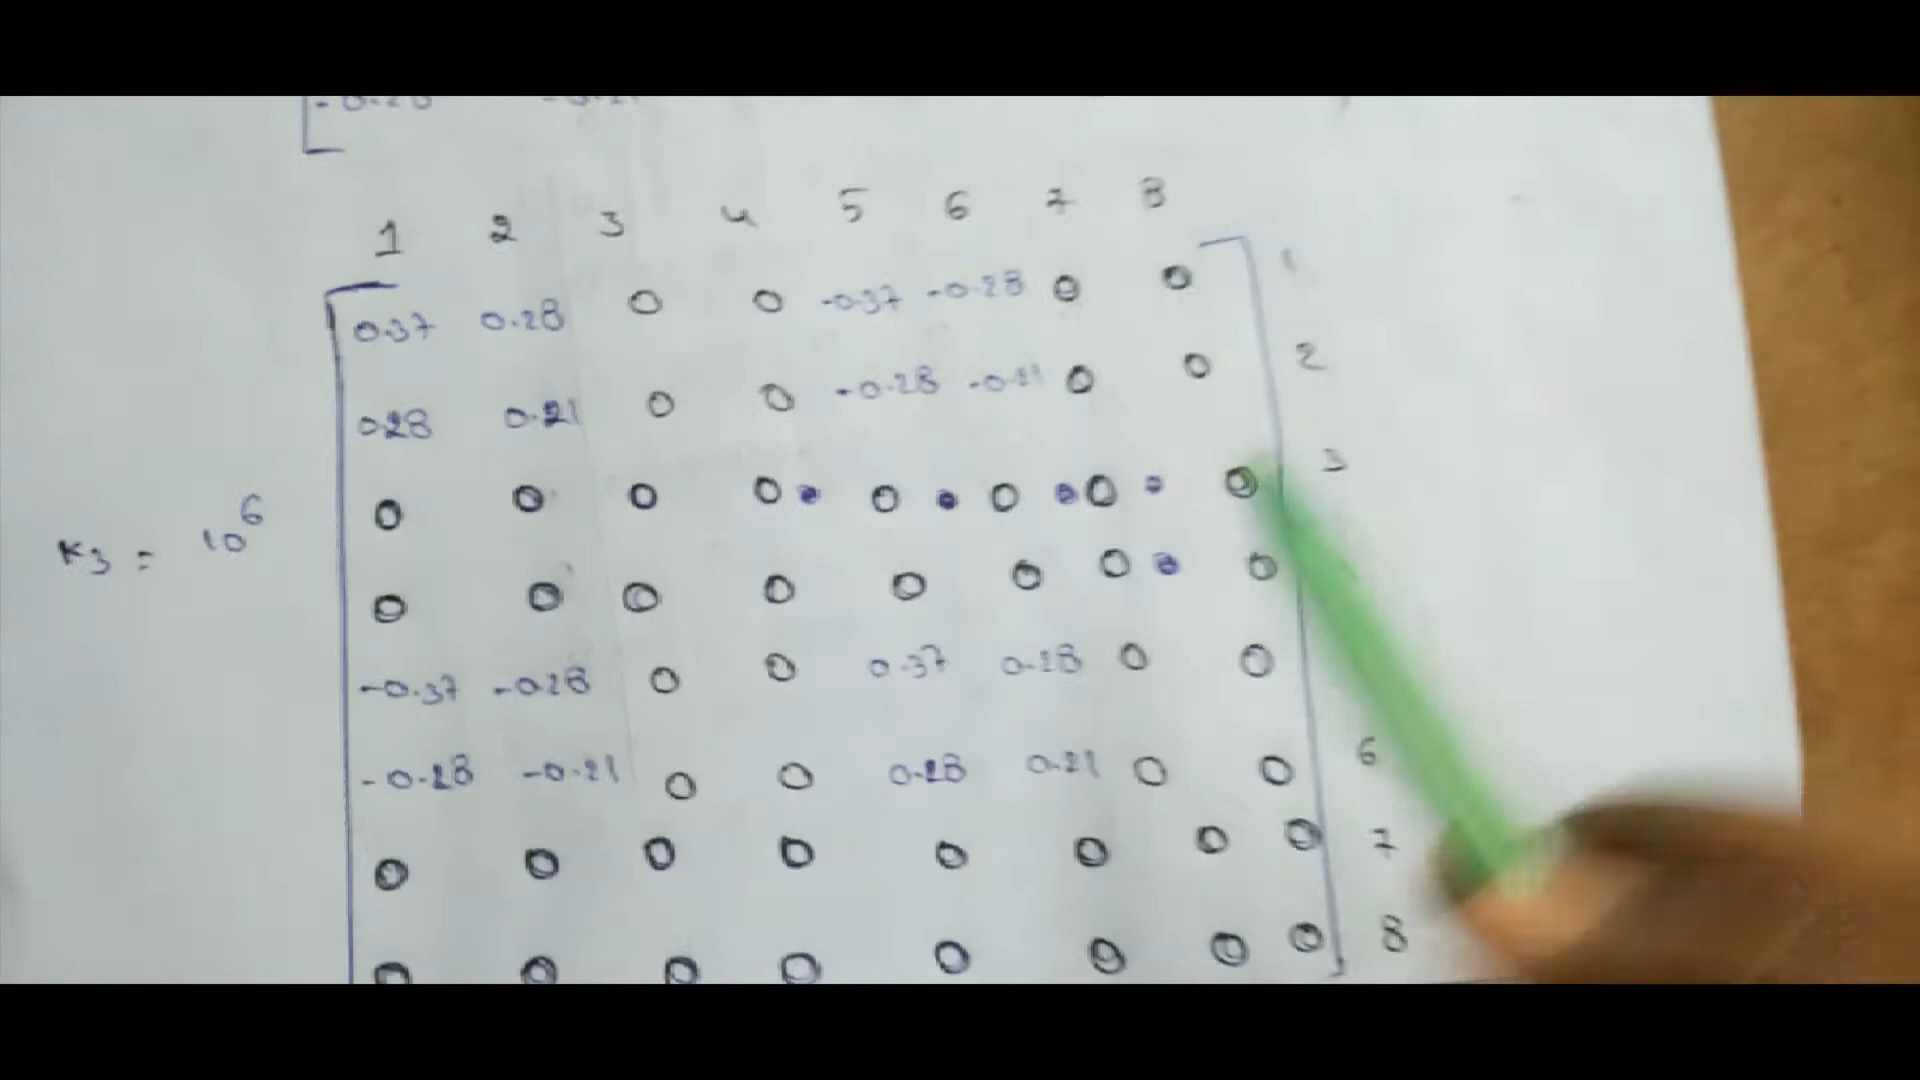 1 2 3 4 5 6 7 8
0.37 0.28 0 0 -0.37 -0.28 0 0 1
0.28 0.21 0 0 -0.28 -0.21 0 0 2
0 0 0 0 0 0 0 0 3
K3 = 10^6
0 0 0 0 0 0 0 0
-0.37 -0.28 0 0 0.37 0.28 0 0
-0.28 -0.21 0 0 0.28 0.21 0 0 6
0 0 0 0 0 0 0 0 7
0 0 0 0 0 0 0 0 8